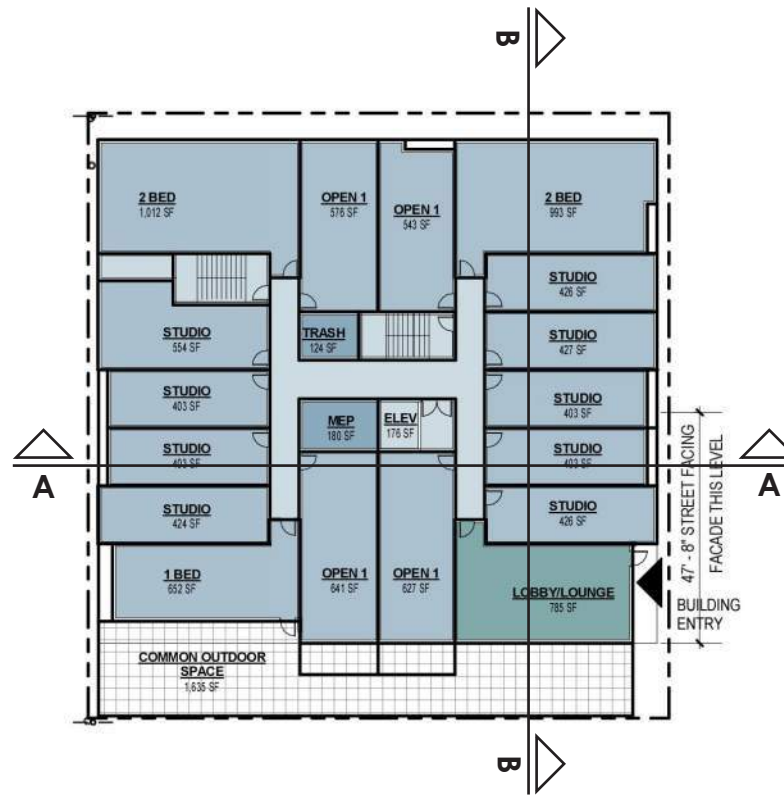 B
2 BED
1,012 SF
OPEN 1
576 SF
OPEN 1
543 SF
2 BED
993 SF
STUDIO
426 SF
STUDIO
554 SF
TRASH
124 SF
STUDIO
427 SF
STUDIO
403 SF
MEP
180 SF
ELEV
176 SF
STUDIO
403 SF
STUDIO
403 SF
STUDIO
403 SF
A
A
STUDIO
424 SF
STUDIO
426 SF
47' - 8" STREET FACING
FACADE THIS LEVEL
1 BED
652 SF
OPEN 1
641 SF
OPEN 1
627 SF
LOBBY/LOUNGE
785 SF
BUILDING
ENTRY
COMMON OUTDOOR
SPACE
1,635 SF
B